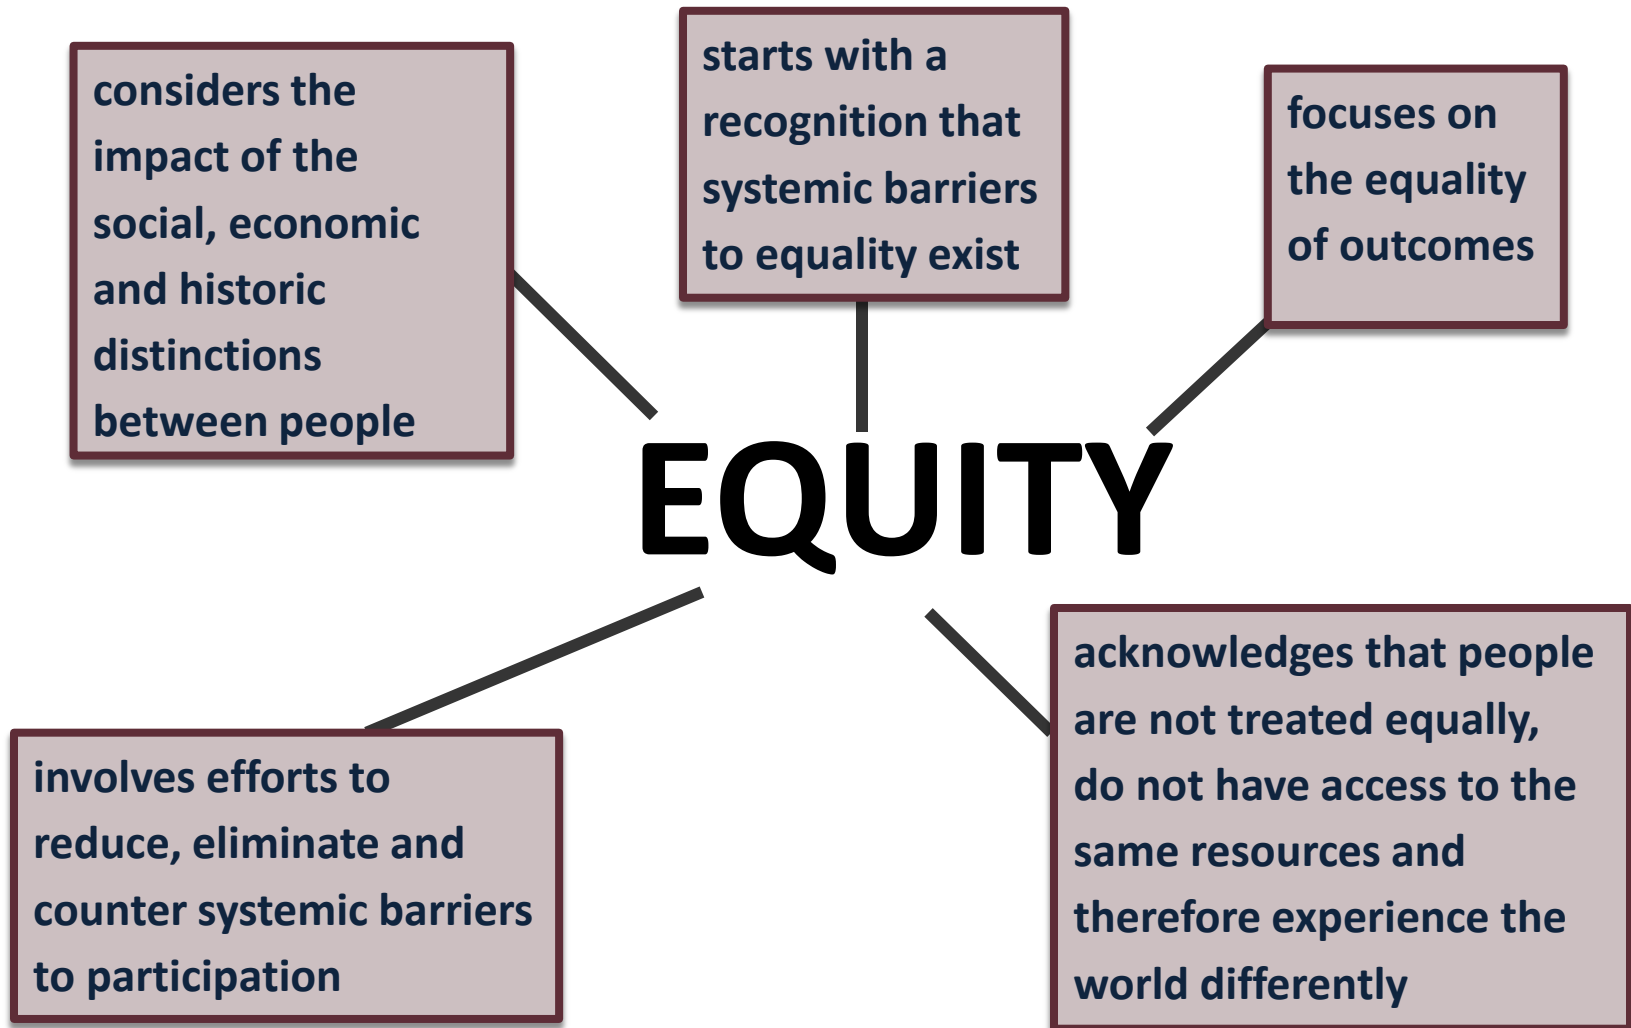 considers the
impact of the
social, economic
and historic
distinctions
between people
starts with a
recognition that
systemic barriers
to equality exist
focuses on
the equality
of outcomes
EQUITY
involves efforts to
reduce, eliminate and
counter systemic barriers
to participation
acknowledges that people
are not treated equally,
do not have access to the
same resources and
therefore experience the
world differently